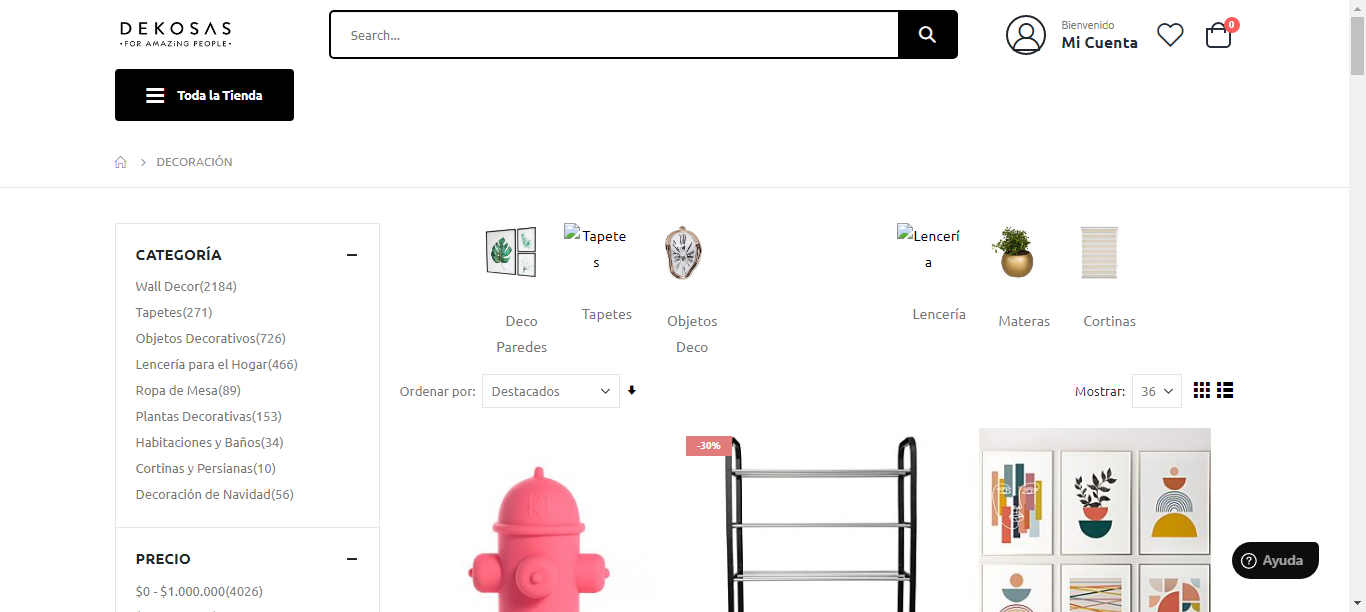 DEKOSAS
•FOR AMAZING PEOPLE•
Search...
Bienvenido
Mi Cuenta
0
Toda la Tienda
DECORACIÓN
CATEGORÍA
Wall Decor(2184)
Tapetes(271)
Objetos Decorativos(726)
Lencería para el Hogar(466)
Ropa de Mesa(89)
Plantas Decorativas(153)
Habitaciones y Baños(34)
Cortinas y Persianas(10)
Decoración de Navidad(56)
PRECIO
$0 - $1.000.000(4026)
Tapete
s
Lencerí
a
Deco
Paredes
Tapetes
Objetos
Deco
Lencería
Materas
Cortinas
Ordenar por:
Destacados
Mostrar:
36
-30%
Ayuda